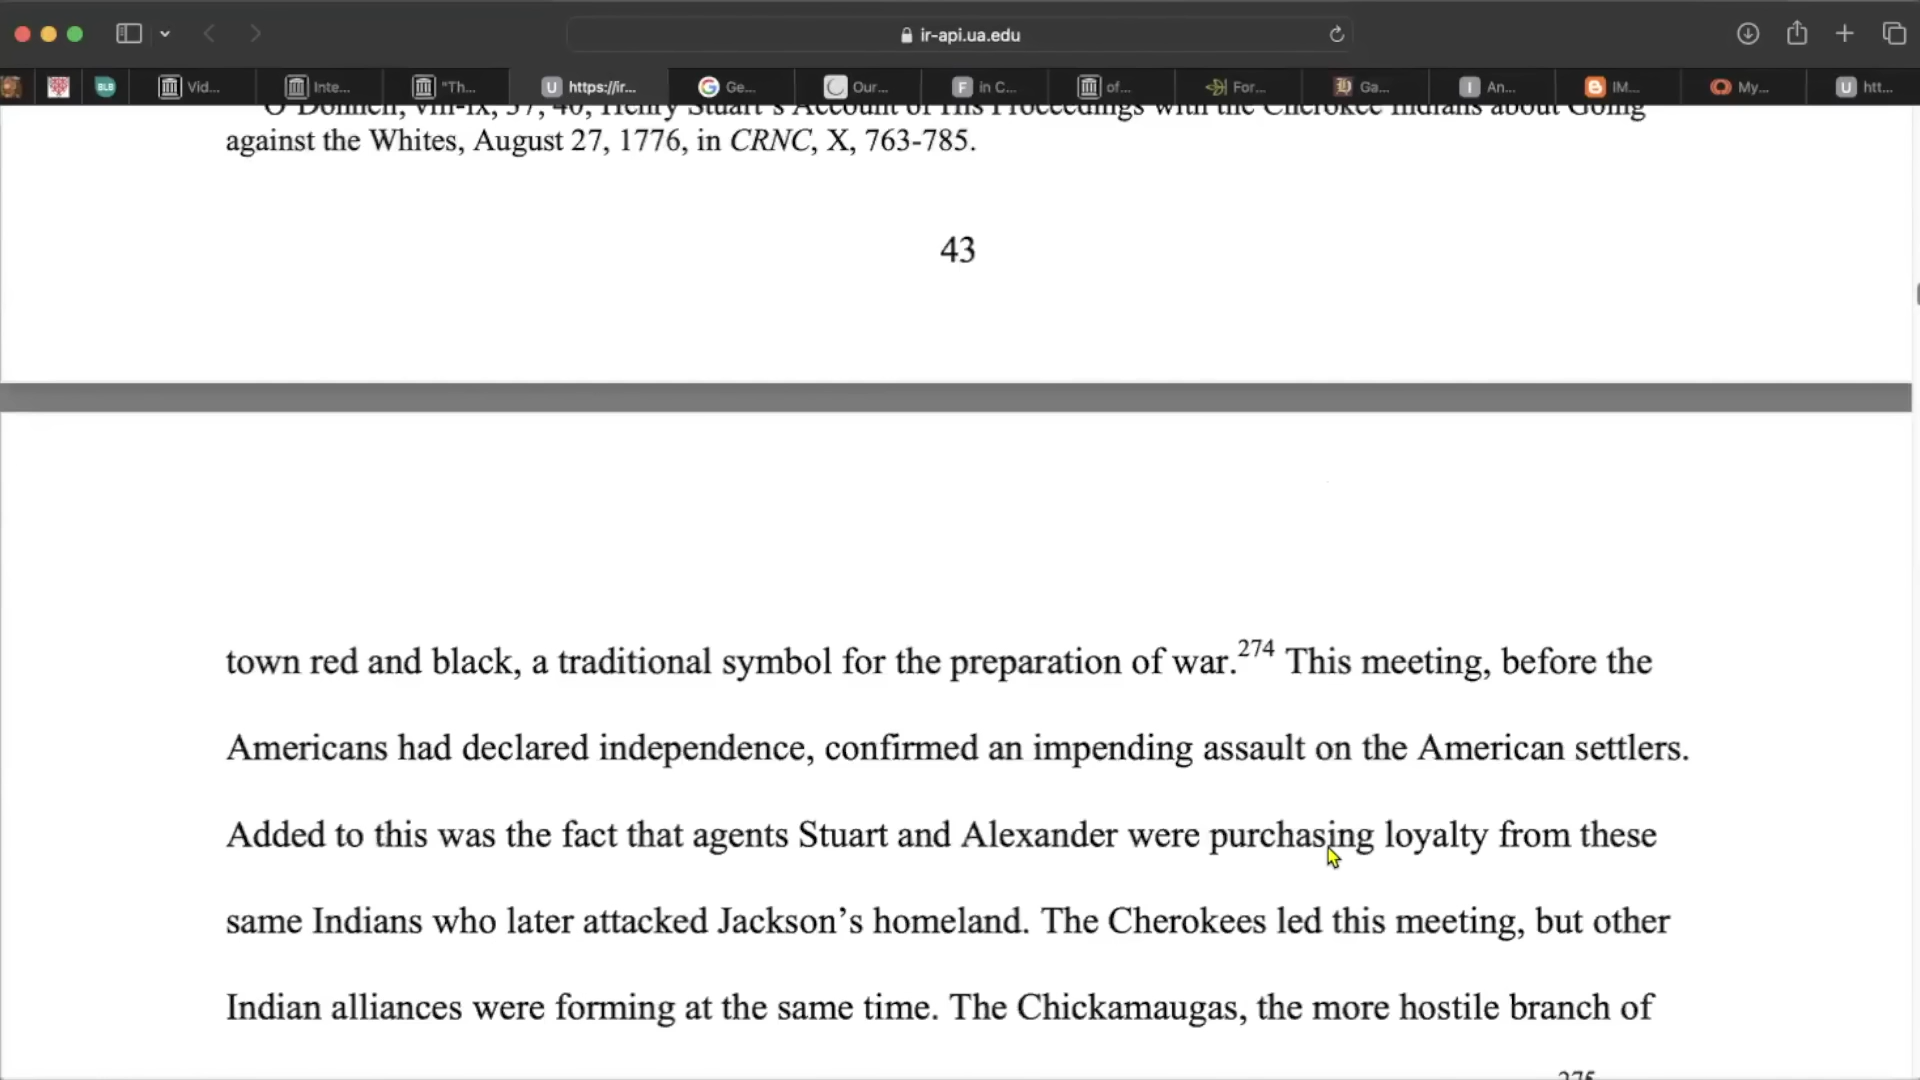 ir-api.ua.edu
BLB
Vid...
Inte...
"Th...
U
https://ir...
Ge...
Our...
F
in C...
of...
For...
Ga...
I
An...
IM...
My...
U
htt...
O'Donnell, viii-ix, 37, 40; Henry Stuart's Account of His Proceedings with the Cherokee Indians about Going
against the Whites, August 27, 1776, in CRNC, X, 763-785.
43
town red and black, a traditional symbol for the preparation of war.274 This meeting, before the
Americans had declared independence, confirmed an impending assault on the American settlers.
Added to this was the fact that agents Stuart and Alexander were purchasing loyalty from these
same Indians who later attacked Jackson’s homeland. The Cherokees led this meeting, but other
Indian alliances were forming at the same time. The Chickamaugas, the more hostile branch of
275